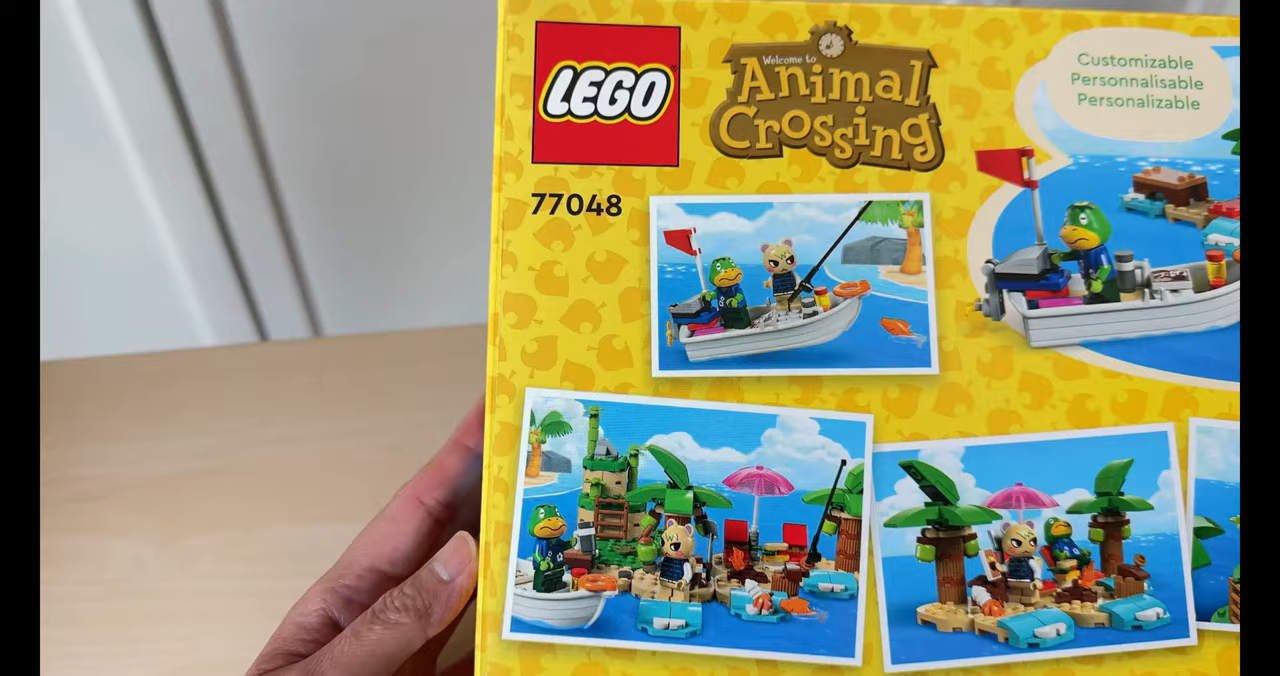 LEGO
Welcome to
Animal
Crossing
77048
Customizable
Personnalisable
Personalizable